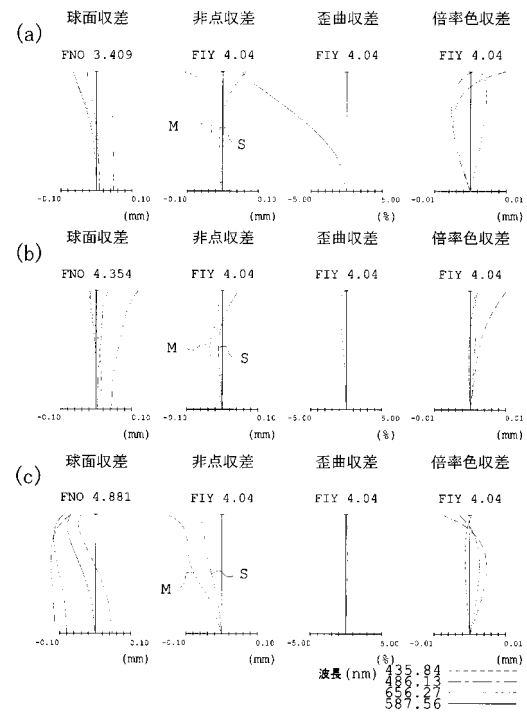 (a)
球面収差 非点収差 歪曲収差 倍率色収差
FNO 3.409 FIY 4.04 FIY 4.04 FIY 4.04
M
S
-0.10 0.10 -0.10 0.10 -5.00 5.00 -0.01 0.01
(mm) (mm) (%) (mm)
(b)
球面収差 非点収差 歪曲収差 倍率色収差
FNO 4.354 FIY 4.04 FIY 4.04 FIY 4.04
M S
-0.10 0.10 -0.10 0.10 -5.00 5.00 -0.01 0.01
(mm) (mm) (%) (mm)
(c)
球面収差 非点収差 歪曲収差 倍率色収差
FNO 4.881 FIY 4.04 FIY 4.04 FIY 4.04
M
S
-0.10 0.10 -0.10 0.10 -5.00 5.00 -0.01 0.01
(mm) (mm) (%) (mm)
波長 (nm) 435.84
486.13
656.27
587.56